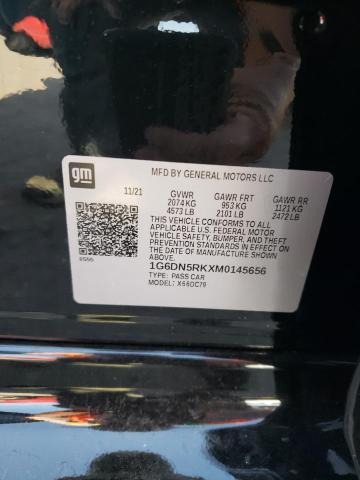 gm
MFD BY GENERAL MOTORS LLC
11/21 GVWR GAWR FRT GAWR RR
2074 KG 953 KG 1121 KG
4573 LB 2101 LB 2472 LB
THIS VEHICLE CONFORMS TO ALL
APPLICABLE U.S. FEDERAL MOTOR
VEHICLE SAFETY, BUMPER, AND THEFT
PREVENTION STANDARDS IN EFFECT ON
THE DATE OF MANUFACTURE SHOWN
ABOVE.
1G6DN5RKXM0145656
TYPE: PASS CAR
MODEL: X66DC79